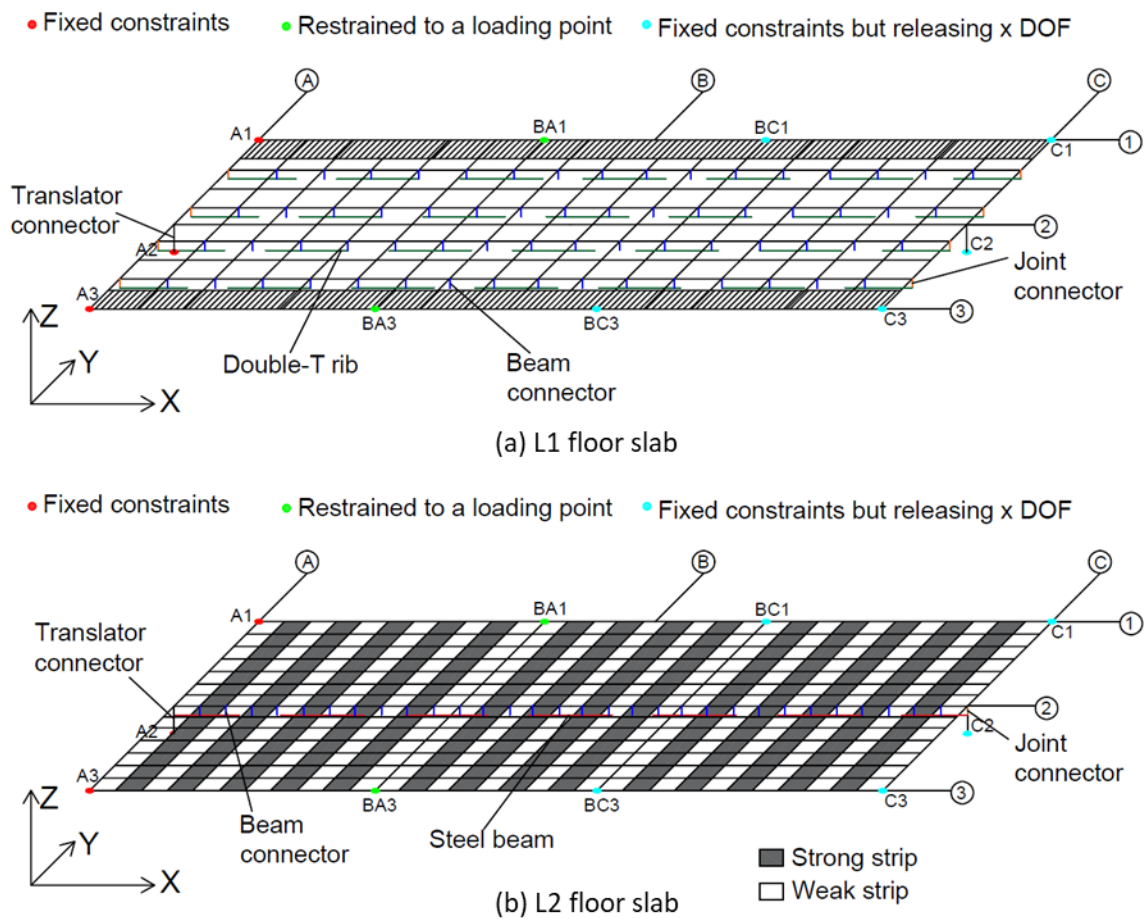 Fixed constraints
Restrained to a loading point
Fixed constraints but releasing x DOF
A
B
C
A1
BA1
BC1
C1
1
Translator
connector
2
A2
C2
Joint
connector
A3
BA3
BC3
C3
3
Z
Y
X
Double-T rib
Beam
connector
(a) L1 floor slab
Fixed constraints
Restrained to a loading point
Fixed constraints but releasing x DOF
A
B
C
A1
BA1
BC1
C1
1
Translator
connector
2
A2
C2
Joint
connector
A3
BA3
BC3
C3
3
Z
Y
X
Beam
connector
Steel beam
Strong strip
Weak strip
(b) L2 floor slab